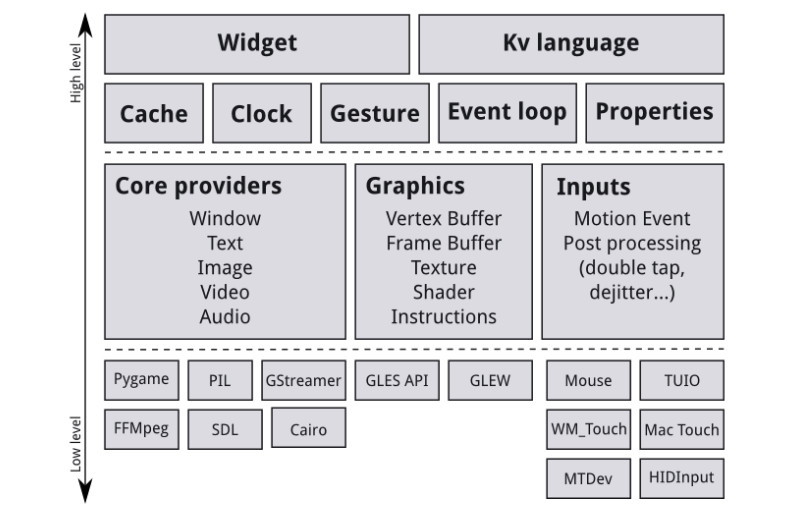 High level
Widget
Kv language
Cache
Clock
Gesture
Event loop
Properties
Core providers
Window
Text
Image
Video
Audio
Graphics
Vertex Buffer
Frame Buffer
Texture
Shader
Instructions
Inputs
Motion Event
Post processing
(double tap,
dejitter...)
Low level
Pygame
PIL
GStreamer
GLES API
GLEW
Mouse
TUIO
FFMpeg
SDL
Cairo
WM_Touch
Mac Touch
MTDev
HIDInput